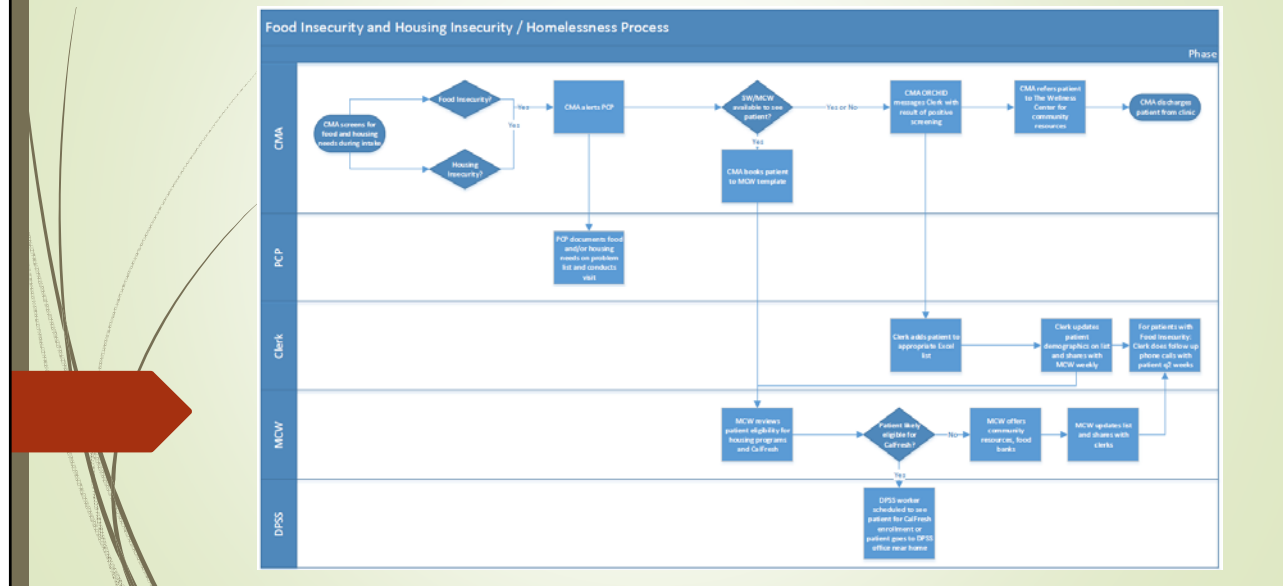 Food Insecurity and Housing Insecurity / Homelessness Process
Phase
CMA
CMA screens for
food and housing
needs during intake
Food Insecurity?
Housing
Insecurity?
Yes
Yes
CMA alerts PCP
SW/MCW
available to see
patient?
Yes or No
Yes
CMA books patient
to MCW template
CMA ORCHID
messages Clerk with
result of positive
screening
CMA refers patient
to The Wellness
Center for
community
resources
CMA discharges
patient from clinic
PCP
PCP documents food
and/or housing
needs on problem
list and conducts
visit
Clerk
Clerk adds patient to
appropriate Excel
list
Clerk updates
patient
demographics on list
and shares with
MCW weekly
For patients with
Food Insecurity:
Clerk does follow up
phone calls with
patient q2 weeks
MCW
MCW reviews
patient eligibility for
housing programs
and CalFresh
Patient likely
eligible for
CalFresh?
No
Yes
MCW offers
community
resources, food
banks
MCW updates list
and shares with
clerks
DPSS
DPSS worker
scheduled to see
patient for CalFresh
enrollment or
patient goes to DPSS
office near home